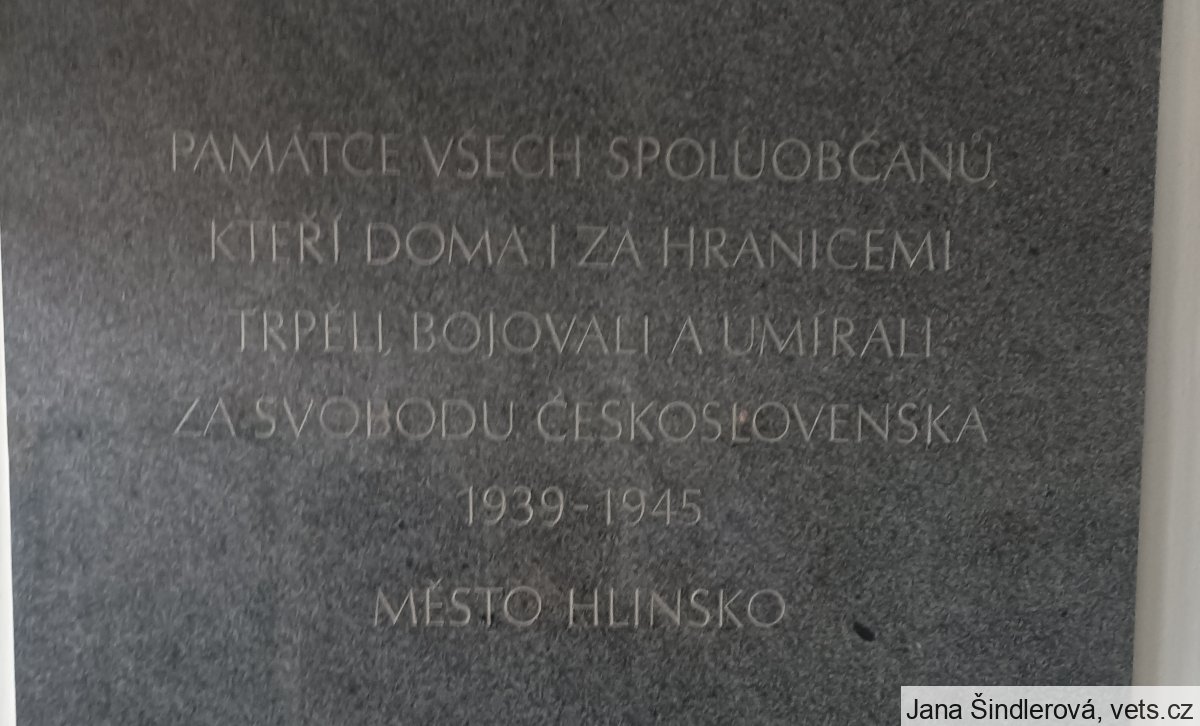 PAMÁTCE VŠECH SPOLUOBČANŮ,
KTEŘÍ DOMA I ZA HRANICEMI
TRPĚLI, BOJOVALI A UMÍRALI
ZA SVOBODU ČESKOSLOVENSKA
1939-1945
MĚSTO HLINSKO
Jana Šindlerová, vets.cz